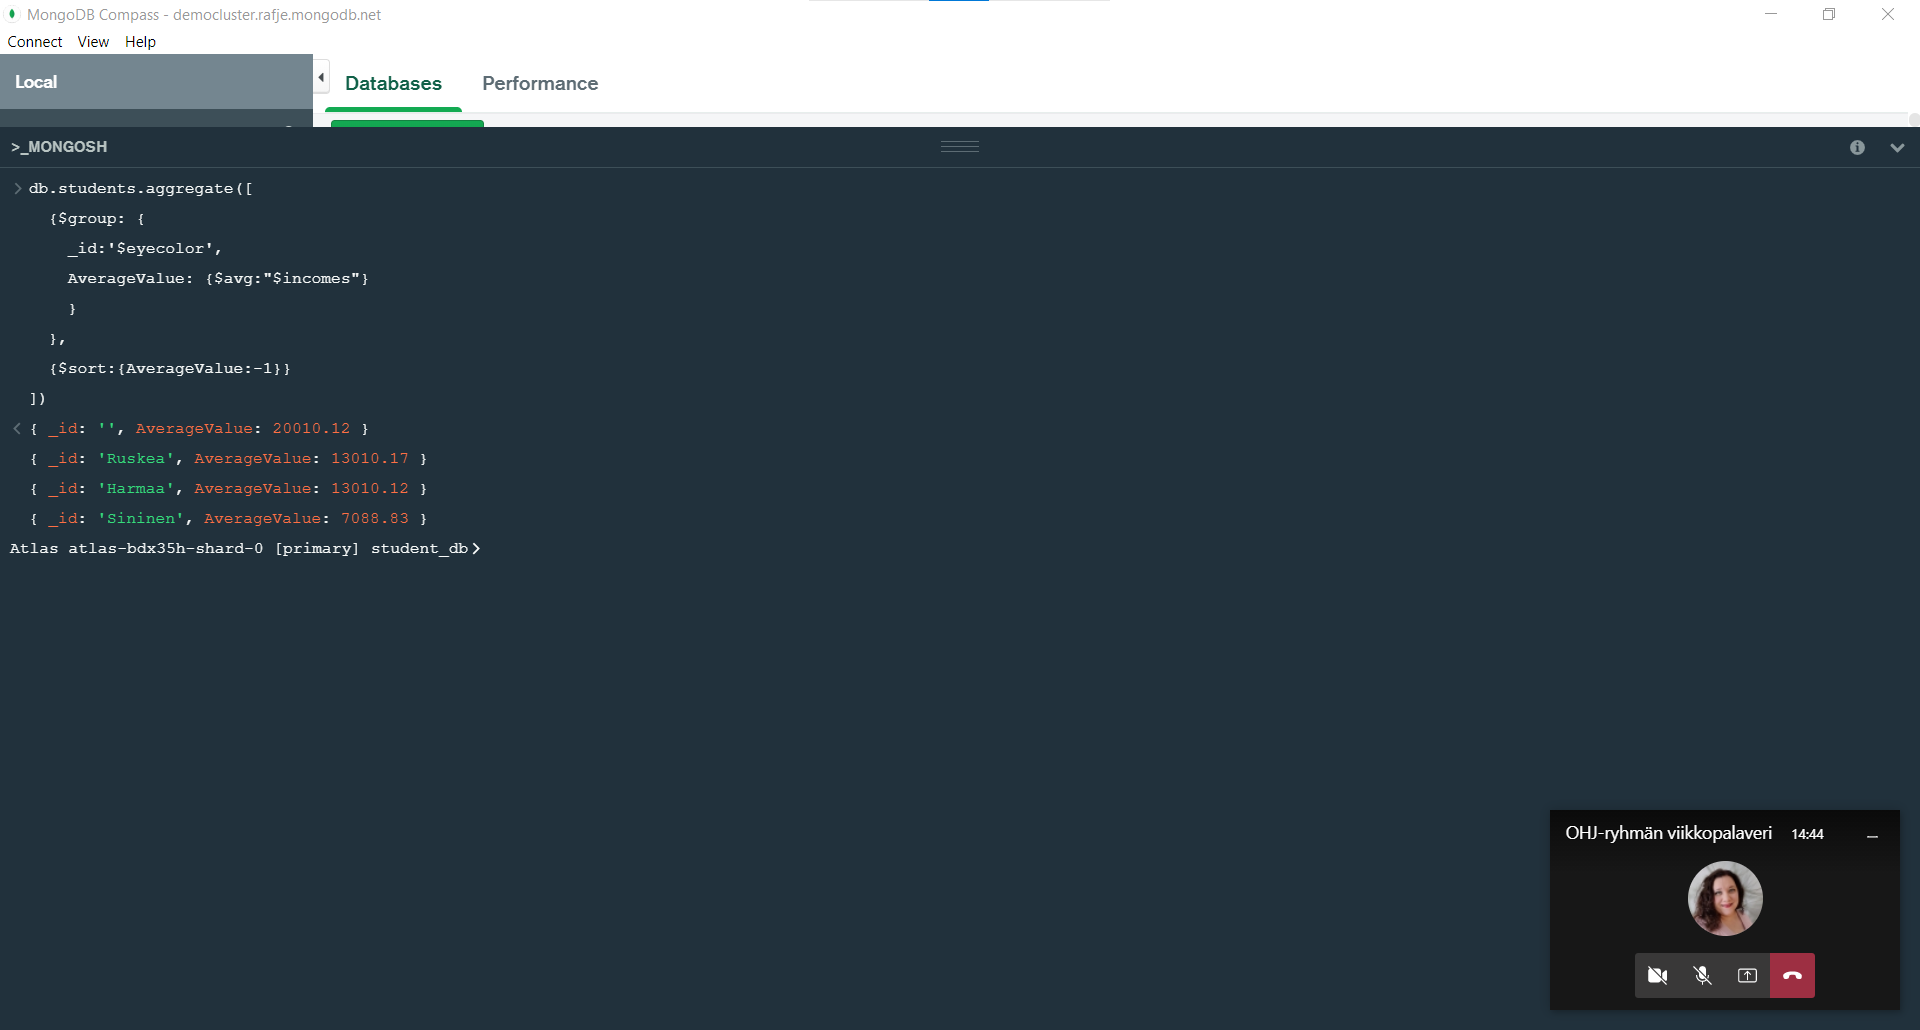 MongoDB Compass - democluster.rafje.mongodb.net
Connect View Help
Local
Databases Performance
>_MONGOSH
> db.students.aggregate([
{$group: {
_id:'$eyecolor',
AverageValue: {$avg:"$incomes"}
}
},
{$sort:{AverageValue:-1}}
])
< { _id: '', AverageValue: 20010.12 }
{ _id: 'Ruskea', AverageValue: 13010.17 }
{ _id: 'Harmaa', AverageValue: 13010.12 }
{ _id: 'Sininen', AverageValue: 7088.83 }
Atlas atlas-bdx35h-shard-0 [primary] student_db>
OHJ-ryhmän viikkopalaveri 14:44